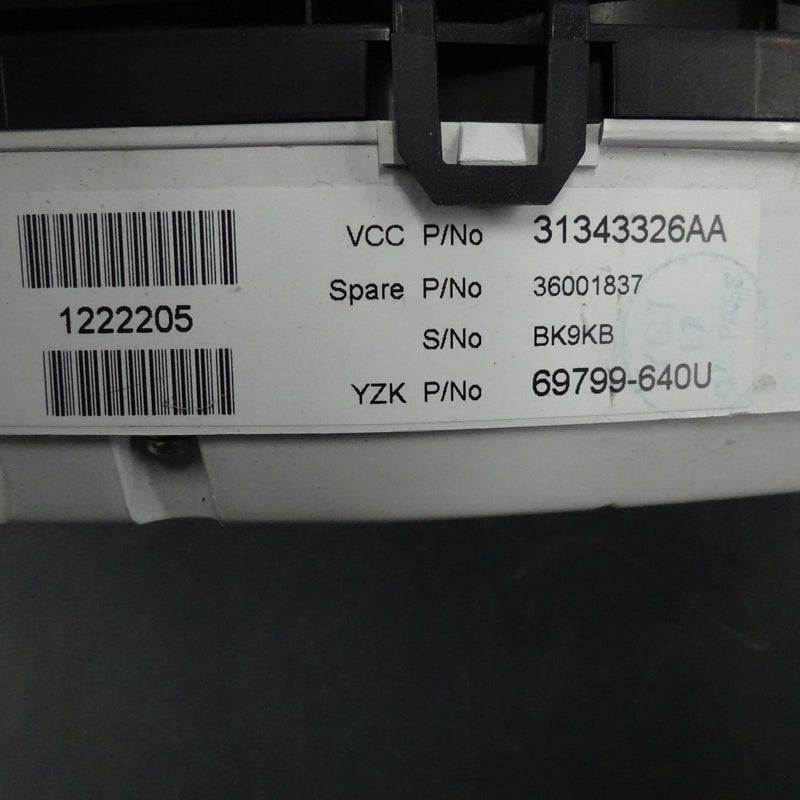 VCC P/No 31343326AA
Spare P/No 36001837
1222205
S/No BK9KB
YZK P/No 69799-640U